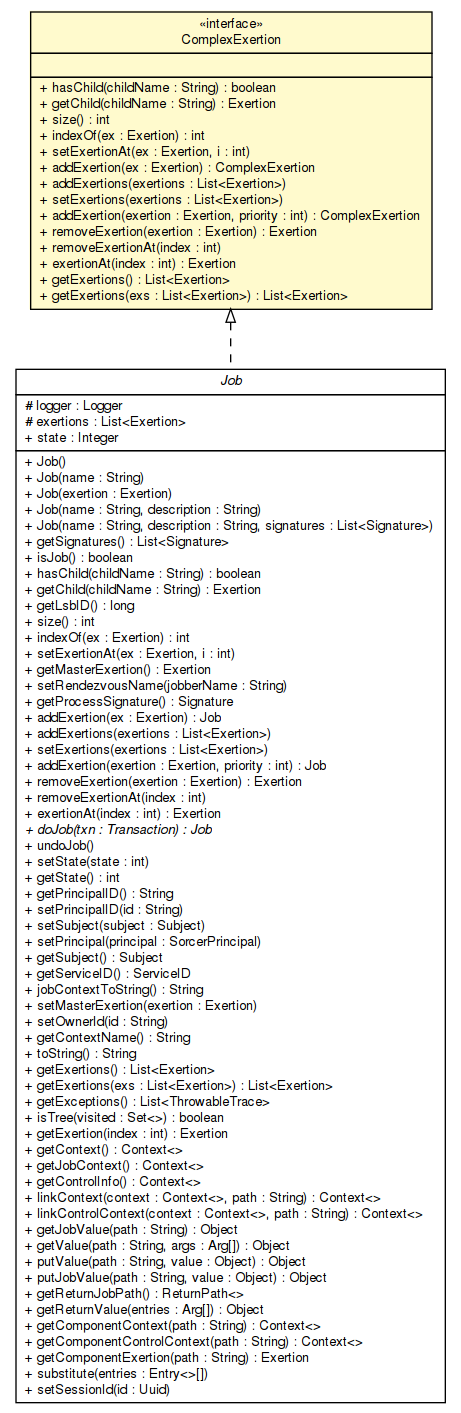 «interface»
ComplexExertion
+ hasChild(childName : String) : boolean
+ getChild(childName : String) : Exertion
+ size() : int
+ indexOf(ex : Exertion) : int
+ setExertionAt(ex : Exertion, i : int)
+ addExertion(ex : Exertion) : ComplexExertion
+ addExertions(exertions : List<Exertion>)
+ setExertions(exertions : List<Exertion>)
+ addExertion(exertion : Exertion, priority : int) : ComplexExertion
+ removeExertion(exertion : Exertion) : Exertion
+ removeExertionAt(index : int)
+ exertionAt(index : int) : Exertion
+ getExertions() : List<Exertion>
+ getExertions(exs : List<Exertion>) : List<Exertion>
Job
# logger : Logger
# exertions : List<Exertion>
+ state : Integer
+ Job()
+ Job(name : String)
+ Job(exertion : Exertion)
+ Job(name : String, description : String)
+ Job(name : String, description : String, signatures : List<Signature>)
+ getSignatures() : List<Signature>
+ isJob() : boolean
+ hasChild(childName : String) : boolean
+ getChild(childName : String) : Exertion
+ getLsbID() : long
+ size() : int
+ indexOf(ex : Exertion) : int
+ setExertionAt(ex : Exertion, i : int)
+ getMasterExertion() : Exertion
+ setRendezvousName(jobberName : String)
+ getProcessSignature() : Signature
+ addExertion(ex : Exertion) : Job
+ addExertions(exertions : List<Exertion>)
+ setExertions(exertions : List<Exertion>)
+ addExertion(exertion : Exertion, priority : int) : Job
+ removeExertion(exertion : Exertion) : Exertion
+ removeExertionAt(index : int)
+ exertionAt(index : int) : Exertion
+ doJob(txn : Transaction) : Job
+ undoJob()
+ setState(state : int)
+ getState() : int
+ getPrincipalID() : String
+ setPrincipalID(id : String)
+ setSubject(subject : Subject)
+ setPrincipal(principal : SorcerPrincipal)
+ getSubject() : Subject
+ getServiceID() : ServiceID
+ jobContextToString() : String
+ setMasterExertion(exertion : Exertion)
+ setOwnerId(id : String)
+ getContextName() : String
+ toString() : String
+ getExertions() : List<Exertion>
+ getExertions(exs : List<Exertion>) : List<Exertion>
+ getExceptions() : List<ThrowableTrace>
+ isTree(visited : Set<>) : boolean
+ getExertion(index : int) : Exertion
+ getContext() : Context<>
+ getJobContext() : Context<>
+ getControlInfo() : Context<>
+ linkContext(context : Context<>, path : String) : Context<>
+ linkControlContext(context : Context<>, path : String) : Context<>
+ getJobValue(path : String) : Object
+ getValue(path : String, args : Arg[]) : Object
+ putValue(path : String, value : Object) : Object
+ putJobValue(path : String, value : Object) : Object
+ getReturnJobPath() : ReturnPath<>
+ getReturnValue(entries : Arg[]) : Object
+ getComponentContext(path : String) : Context<>
+ getComponentControlContext(path : String) : Context<>
+ getComponentExertion(path : String) : Exertion
+ substitute(entries : Entry<>[])
+ setSessionId(id : Uuid)